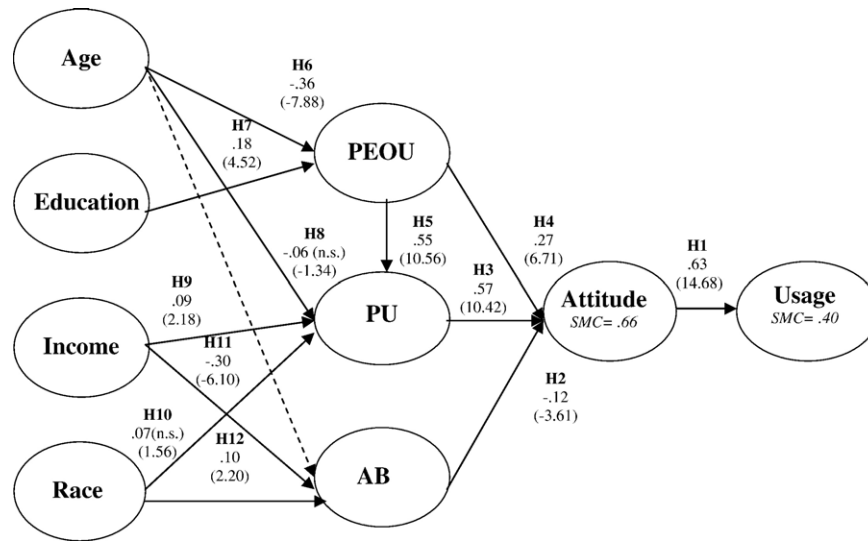 Age
Education
Income
Race
H6
-.36
(-7.88)
H7
.18
(4.52)
H8
-.06 (n.s.)
(-1.34)
H9
.09
(2.18)
H11
-.30
(-6.10)
H10
.07(n.s.)
(1.56)
H12
.10
(2.20)
PEOU
PU
AB
H5
.55
(10.56)
H4
.27
(6.71)
H3
.57
(10.42)
H2
-.12
(-3.61)
Attitude
SMC= .66
H1
.63
(14.68)
Usage
SMC= .40